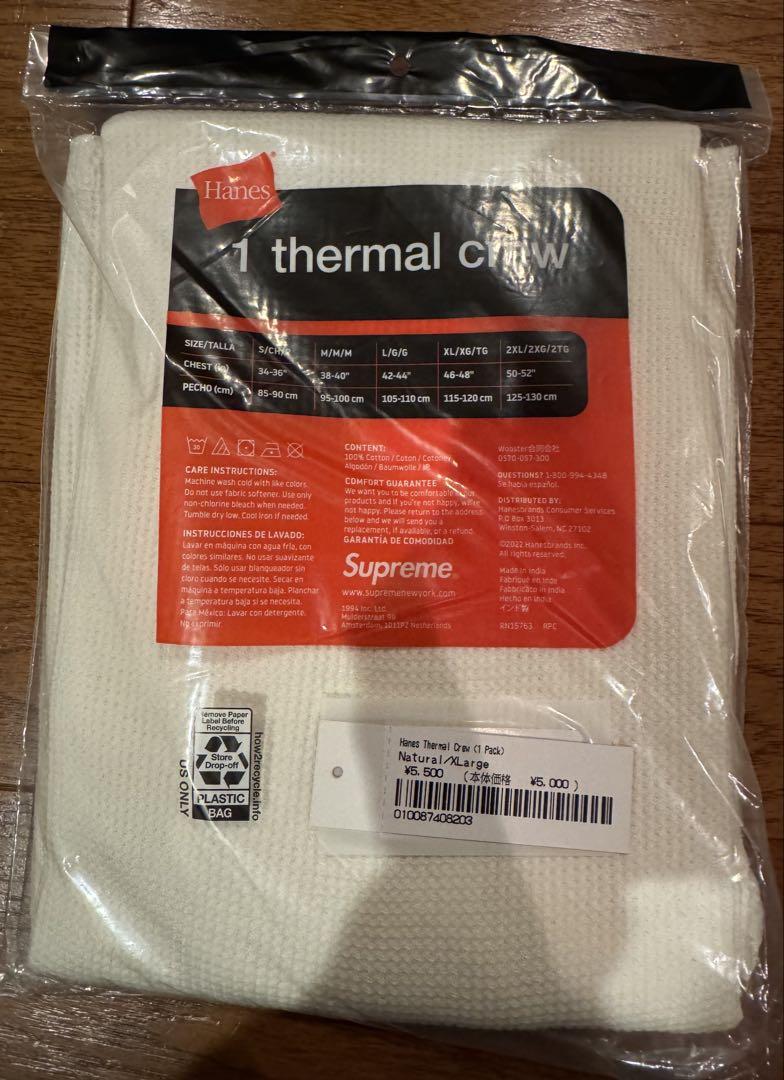 Hanes
1 thermal crew
SIZE/TALLA S/CH/P M/M/M L/G/G XL/XG/TG 2XL/2XG/2TG
CHEST (in) 34-36" 38-40" 42-44" 46-48" 50-52"
PECHO (cm) 85-90 cm 95-100 cm 105-110 cm 115-120 cm 125-130 cm
30
CARE INSTRUCTIONS:
Machine wash cold with like colors.
Do not use fabric softener. Use only
non-chlorine bleach when needed.
Tumble dry low. Cool iron if needed.
INSTRUCCIONES DE LAVADO:
Lavar en máquina con agua fría, con
colores similares. No usar suavizante
de telas. Sólo usar blanqueador sin
cloro cuando se necesite. Secar en
máquina a temperatura baja. Planchar
a temperatura baja si se necesita.
Para México: Lavar con detergente.
No exprimir.
CONTENT:
100% Cotton / Coton / Cotone /
Algodón / Baumwolle / 綿
COMFORT GUARANTEE
We want you to be comfortable in our
products and if you're not happy, we're
not happy. Please return to the address
below and we will send you a
replacement, if available, or a refund.
GARANTÍA DE COMODIDAD
Supreme
www.supremenewyork.com
1994 Inc. Ltd.
Muiderstraat 9a
Amsterdam, 1011PZ Netherlands
Wooster合同会社
0570-057-300
QUESTIONS? 1-800-994-4348
Se habla español.
DISTRIBUTED BY:
Hanesbrands Consumer Services
P.O Box 3013
Winston-Salem, NC 27102
©2022 Hanesbrands Inc.
All rights reserved.
Made in India
Fabriqué en Inde
Fabbricato in India
Hecho en India
インド製
RN15763 RPC
Remove Paper
Label Before
Recycling
Store
Drop-off
PLASTIC
BAG
how2recycle.info
US ONLY
Hanes Thermal Crew (1 Pack)
Natural/XLarge
¥5,500 (本体価格 ¥5,000 )
010087408203